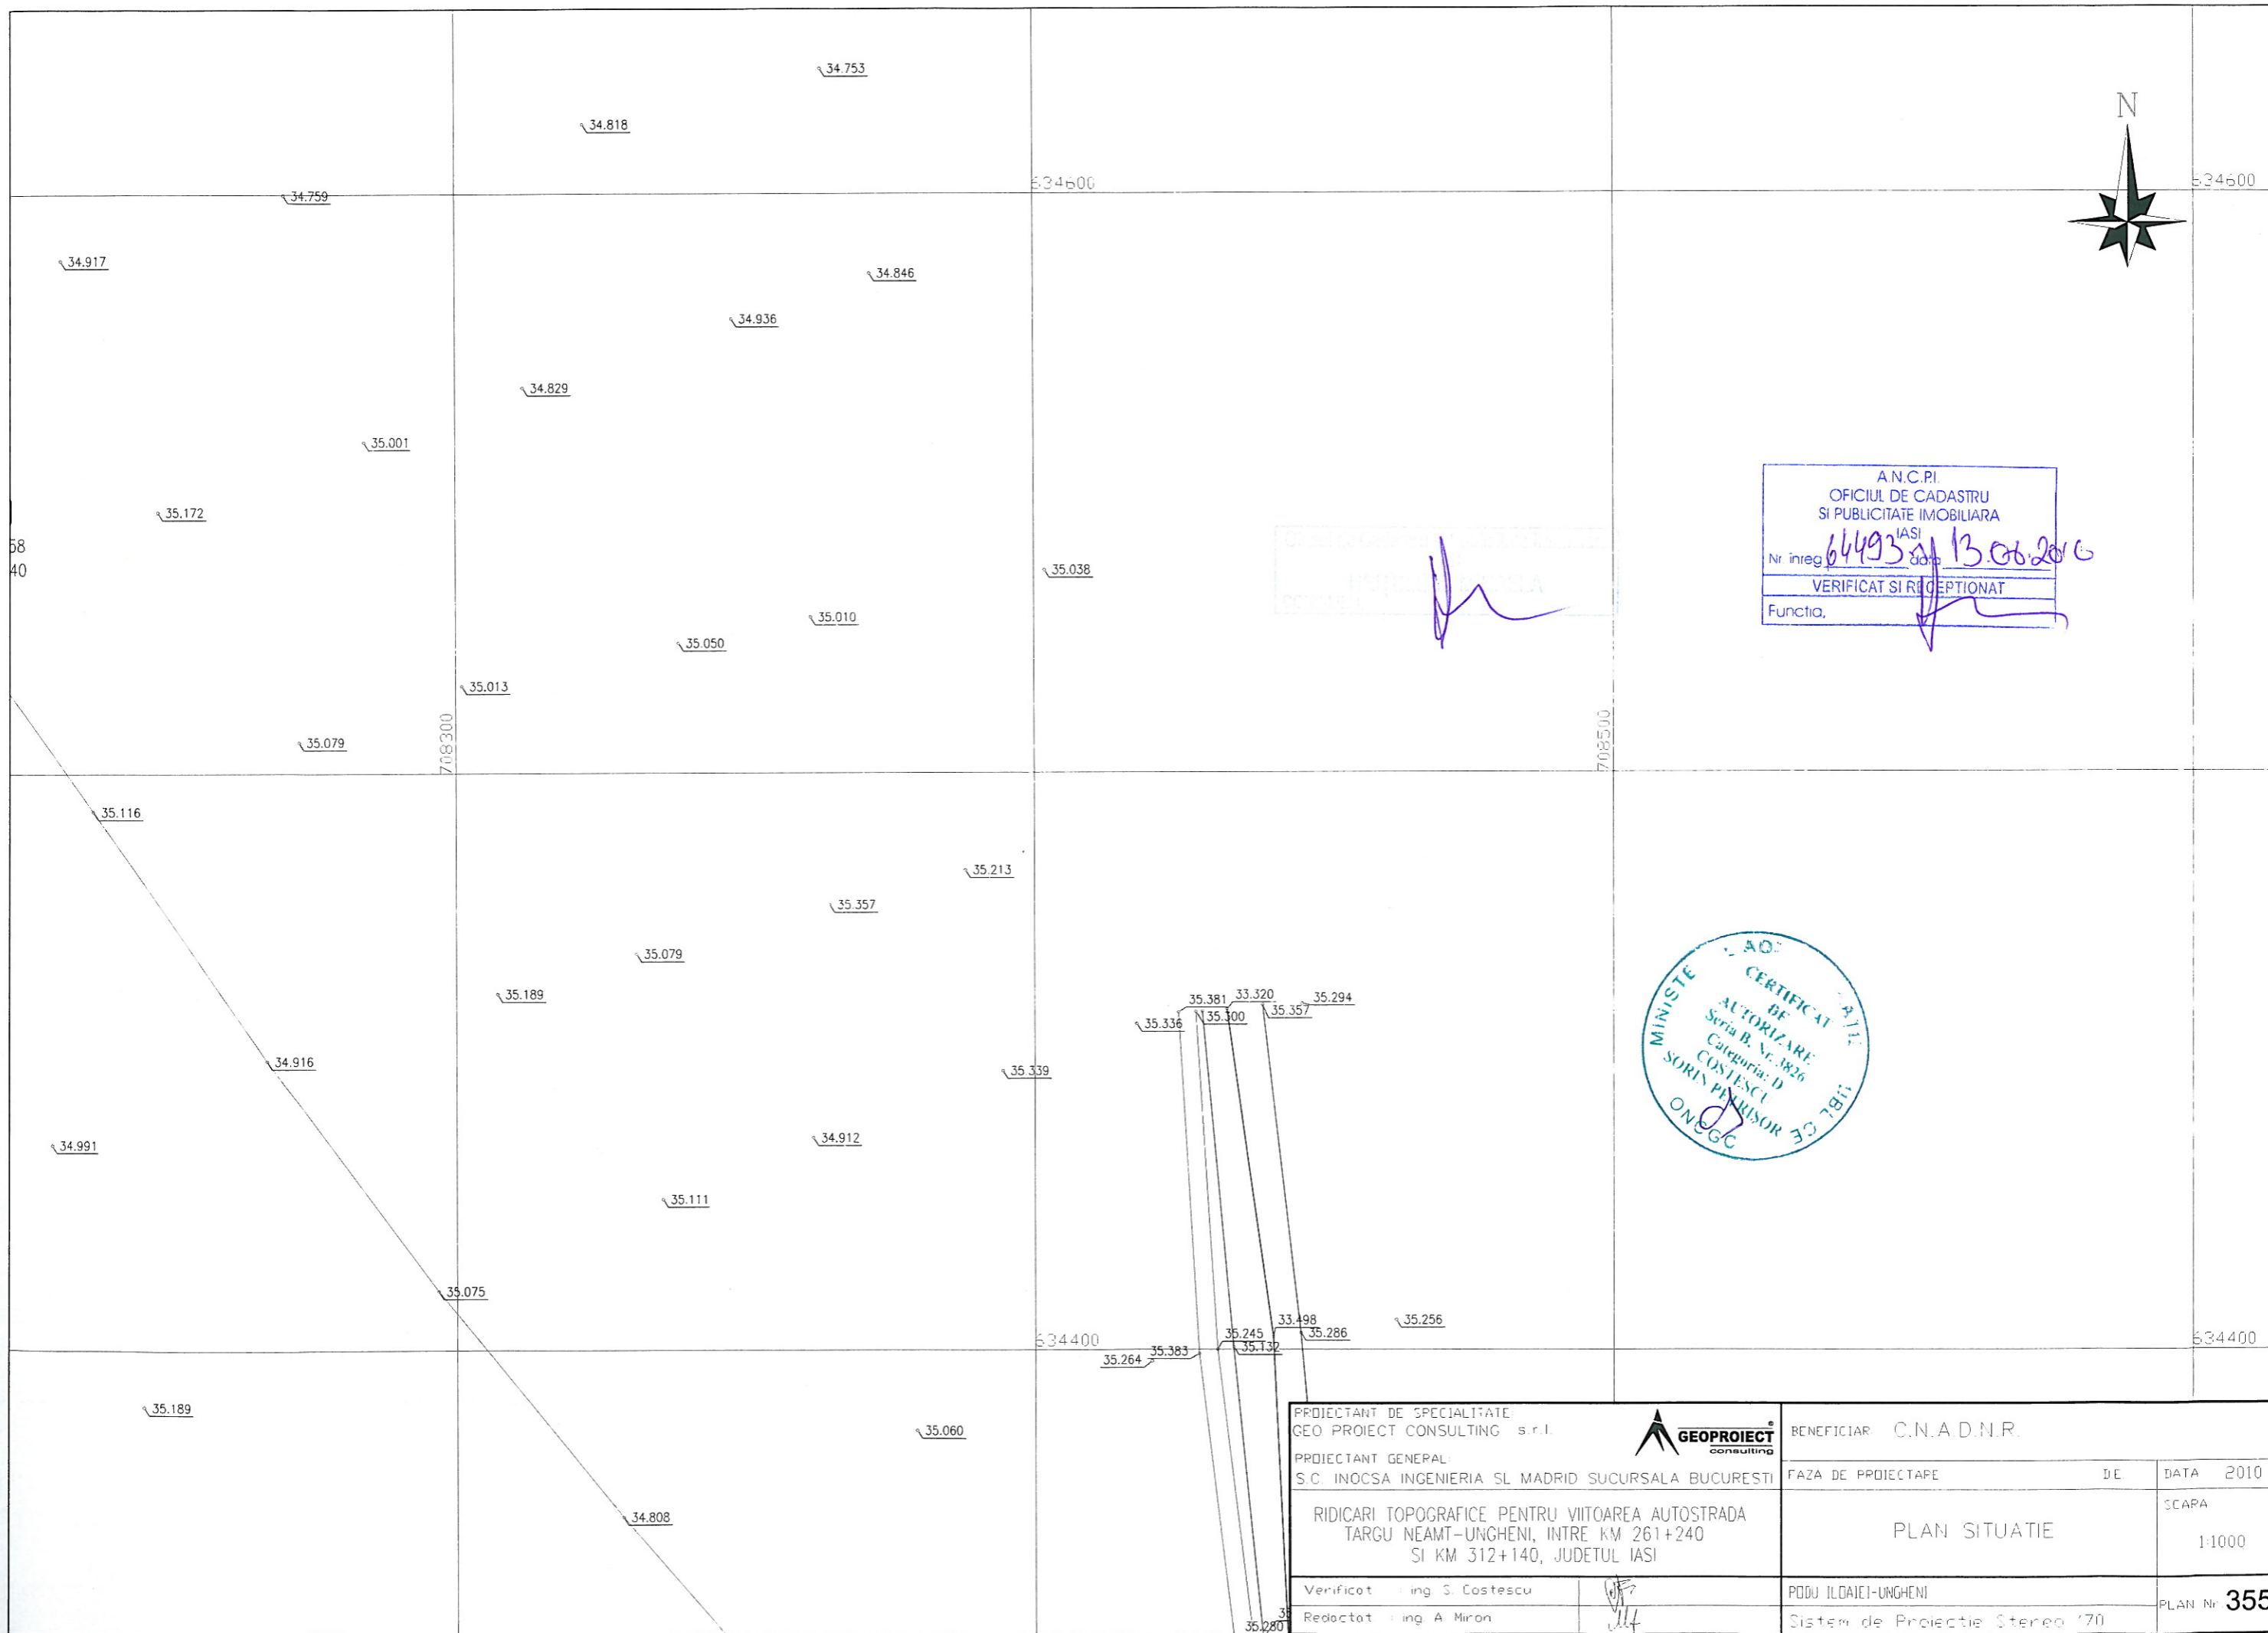 34.753
34.818
N
634600
634600
34.759
34.917
34.846
34.936
34.829
35.001
35.172
58
40
35.038
35.010
35.050
35.013
35.079
708300
708500
A.N.C.P.I.
OFICIUL DE CADASTRU
SI PUBLICITATE IMOBILIARA
IASI
Nr inreg 64493 data 13.06.2010
VERIFICAT SI RECEPTIONAT
Functia,
35.116
35.213
35.357
35.079
35.189
35.381
33.320
35.294
35.336
35.300
35.357
34.916
35.339
34.991
34.912
35.111
MINISTE
CERTIFICAT
DE
AUTORIZARE
Seria B. Nr. 3826
Categoria: D
COSTESCU
SORIN PETRISOR
ONCGC
35.075
33.498
35.256
35.245
35.286
634400
634400
35.264
35.383
35.132
35.189
35.060
34.808
35.280
PROIECTANT DE SPECIALITATE:
GEO PROIECT CONSULTING s.r.l.
GEOPROIECT
consulting
PROIECTANT GENERAL:
S.C. INOCSA INGENIERIA SL MADRID SUCURSALA BUCURESTI
RIDICARI TOPOGRAFICE PENTRU VIITOAREA AUTOSTRADA
TARGU NEAMT-UNGHENI, INTRE KM 261+240
SI KM 312+140, JUDETUL IASI
Verificat : ing. S. Costescu
Redactat : ing. A. Miron
BENEFICIAR: C.N.A.D.N.R.
FAZA DE PROIECTARE DE
DATA 2010
PLAN SITUATIE
SCARA
1:1000
PODU ILOAIEI-UNGHENI
Sistem de Proiectie Stereo '70
PLAN Nr. 355